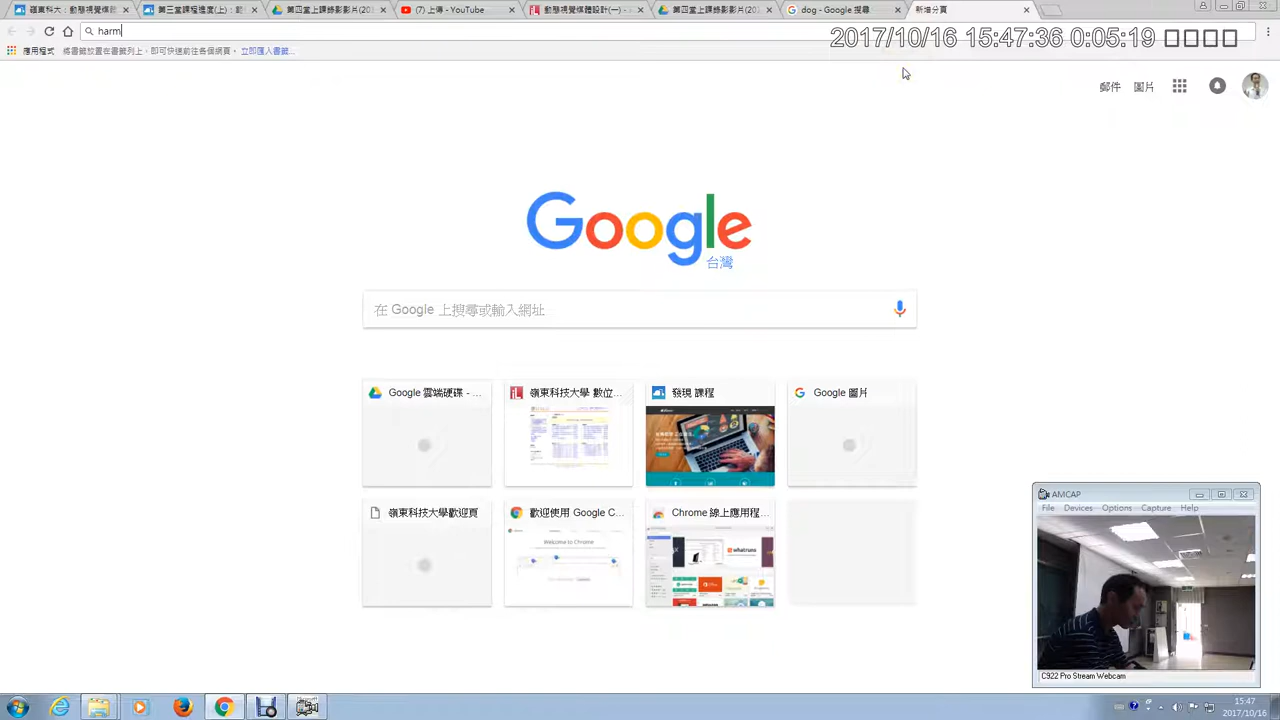 嶺東科大：動態視覺
第三堂課程進度(上)：動
第四堂上課錄影影片(20
(7) 上傳 - YouTube
動態視覺媒體設計(一) -
第四堂上課錄影影片(20
dog - Google 搜尋
新增分頁
harm
2017/10/16 15:47:36 0:05:19
應用程式
將書籤放置在書籤列上，即可快速前往各個網頁。
立即匯入書籤...
郵件
圖片
Google
台灣
在 Google 上搜尋或輸入網址
Google 雲端硬碟 - ...
嶺東科技大學 數位...
發現 課程
Google 圖片
嶺東科技大學歡迎頁
歡迎使用 Google C...
Chrome 線上應用程...
Welcome to Chrome
whatruns
AMCAP
File Devices Options Capture Help
C922 Pro Stream Webcam
15:47
2017/10/16